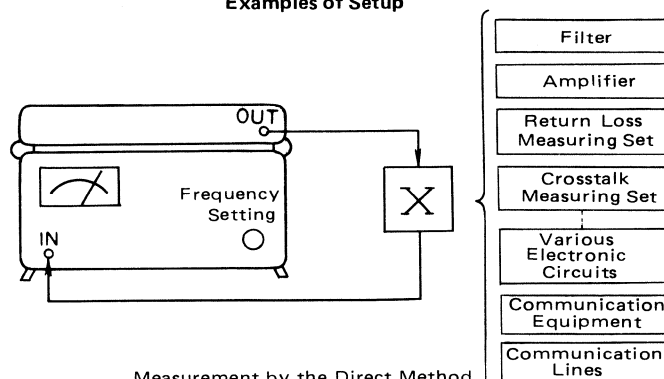 Examples of Setup
OUT
Frequency
Setting
IN
X
Filter
Amplifier
Return Loss
Measuring Set
Crosstalk
Measuring Set
Various
Electronic
Circuits
Communication
Equipment
Communication
Lines
Measurement by the Direct Method